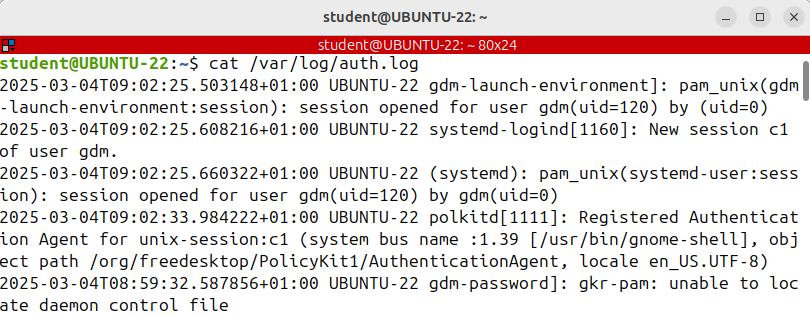 student@UBUNTU-22: ~
student@UBUNTU-22: ~ 80x24
student@UBUNTU-22:~$ cat /var/log/auth.log
2025-03-04T09:02:25.503148+01:00 UBUNTU-22 gdm-launch-environment]: pam_unix(gdm
-launch-environment:session): session opened for user gdm(uid=120) by (uid=0)
2025-03-04T09:02:25.608216+01:00 UBUNTU-22 systemd-logind[1160]: New session c1
of user gdm.
2025-03-04T09:02:25.660322+01:00 UBUNTU-22 (systemd): pam_unix(systemd-user:sess
ion): session opened for user gdm(uid=120) by gdm(uid=0)
2025-03-04T09:02:33.984222+01:00 UBUNTU-22 polkitd[1111]: Registered Authenticat
ion Agent for unix-session:c1 (system bus name :1.39 [/usr/bin/gnome-shell], obj
ect path /org/freedesktop/PolicyKit1/AuthenticationAgent, locale en_US.UTF-8)
2025-03-04T08:59:32.587856+01:00 UBUNTU-22 gdm-password]: gkr-pam: unable to loc
ate daemon control file